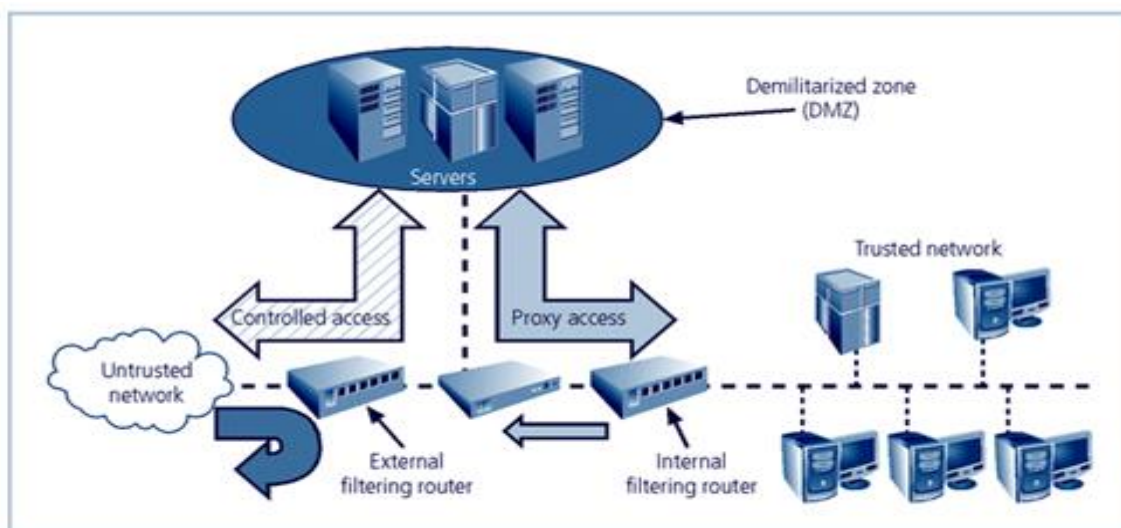 Demilitarized zone
(DMZ)
Servers
Trusted network
Controlled access
Proxy access
Untrusted
network
External
filtering router
Internal
filtering router